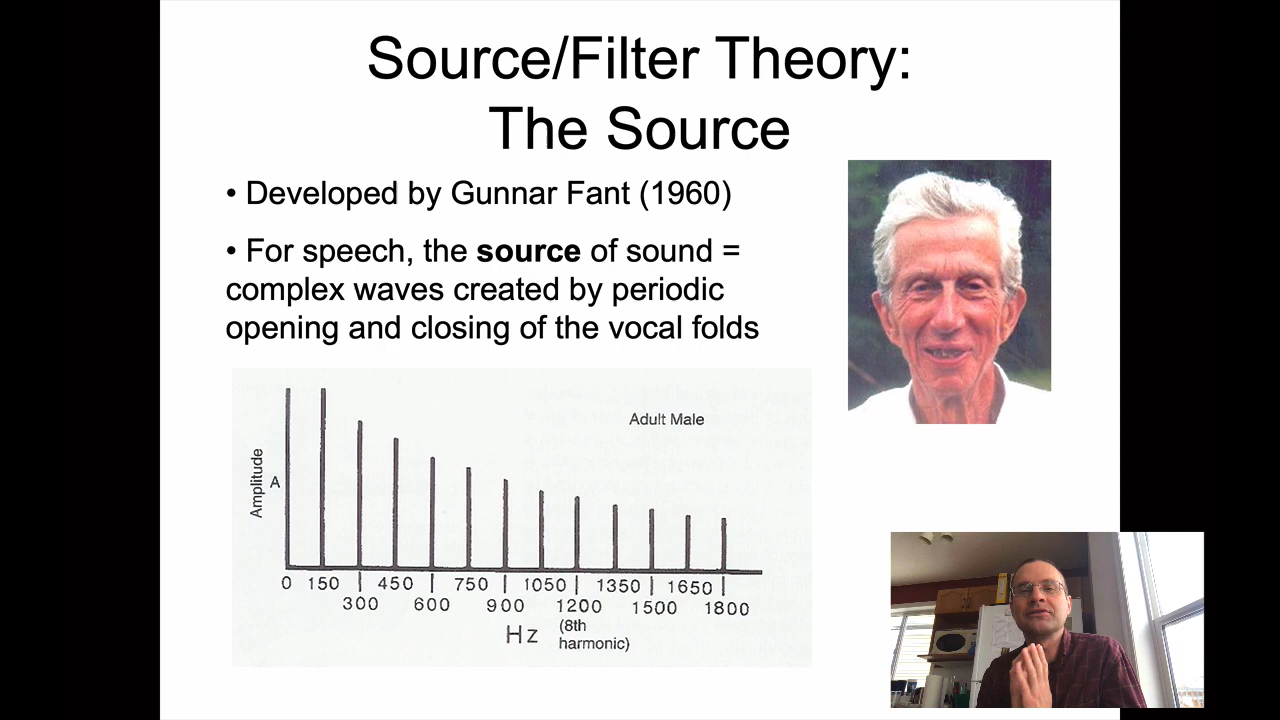 Source/Filter Theory:
The Source
• Developed by Gunnar Fant (1960)
• For speech, the source of sound =
complex waves created by periodic
opening and closing of the vocal folds
Adult Male
Amplitude
A
0 150 450 750 1050 1350 1650
300 600 900 1200 1500 1800
Hz
(8th
harmonic)